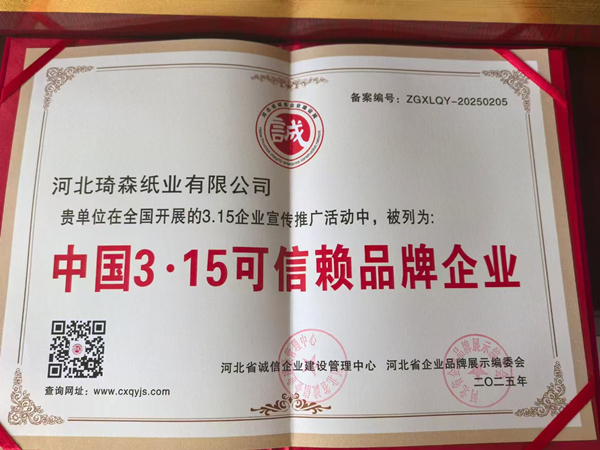 备案编号：ZGXLQY-20250205
誠
河北琦森纸业有限公司
贵单位在全国开展的3.15企业宣传推广活动中，被列为：
中国3·15可信赖品牌企业
河北省诚信企业建设管理中心 河北省企业品牌展示编委会
二〇二五年
查询网址：www.cxqyjs.com